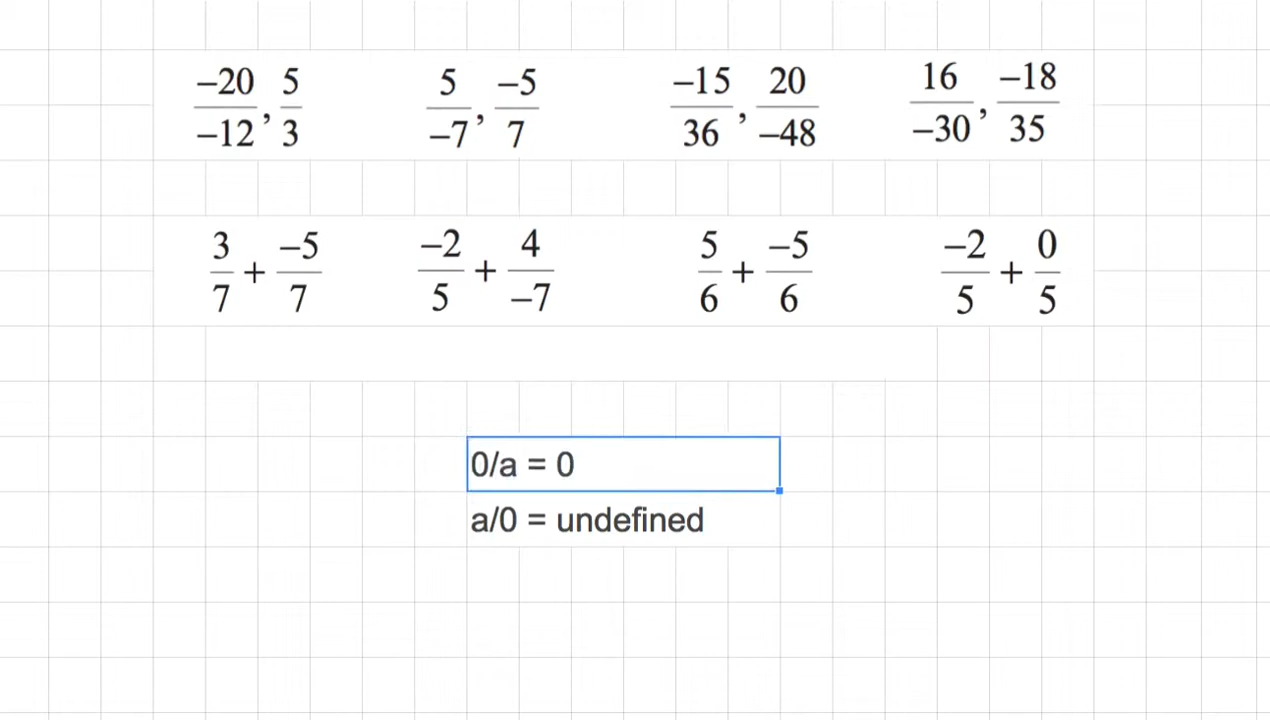 −20/−12, 5/3   5/−7, −5/7   −15/36, 20/−48   16/−30, −18/35
3/7 + −5/7   −2/5 + 4/−7   5/6 + −5/6   −2/5 + 0/5
0/a = 0
a/0 = undefined